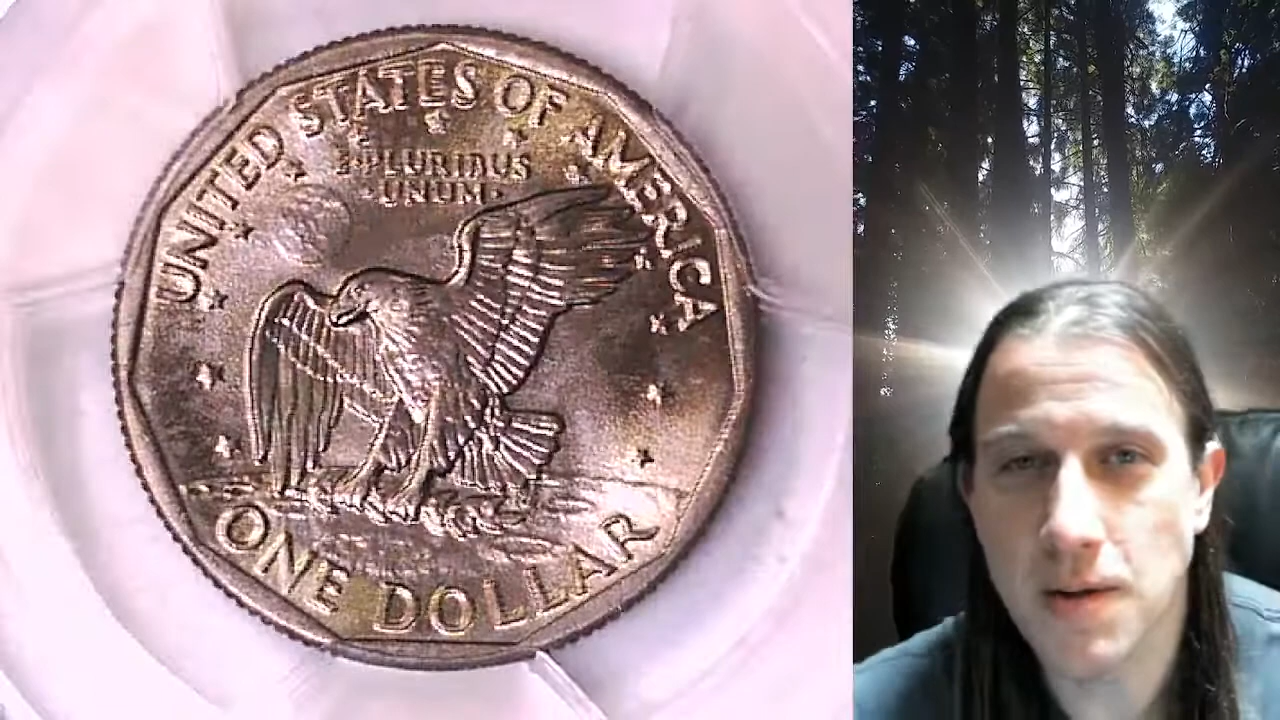 UNITED STATES OF AMERICA
E·PLURIBUS
·UNUM·
ONE DOLLAR